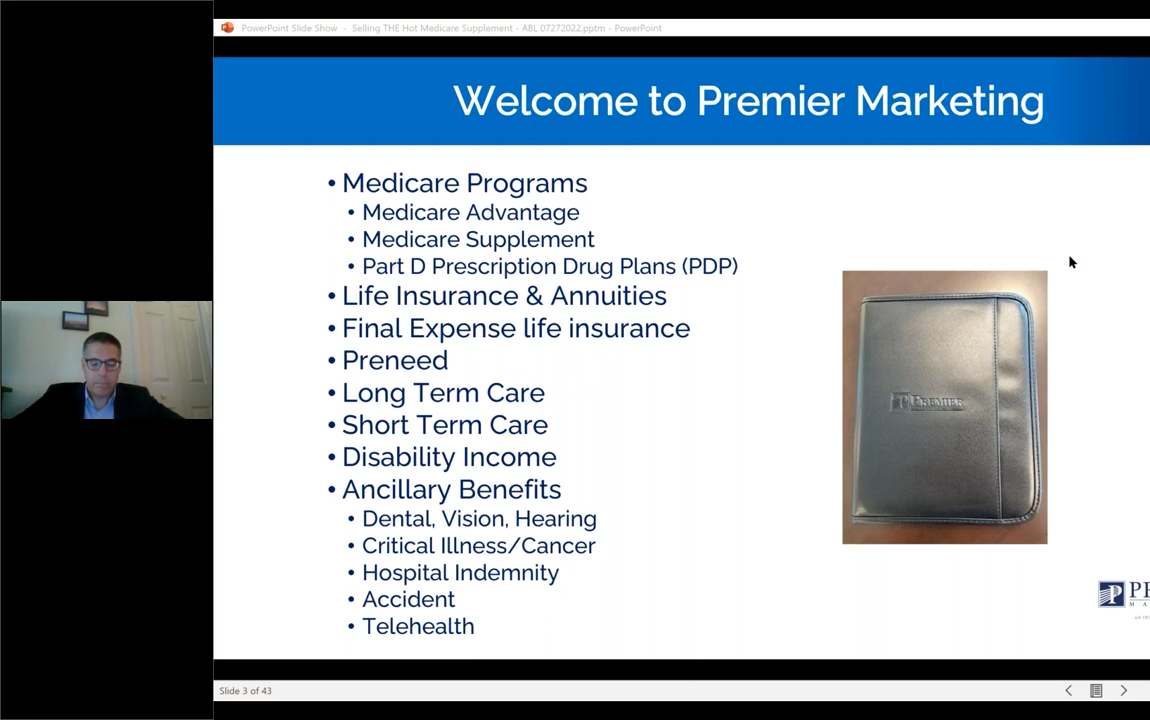 PowerPoint Slide Show - Selling THE Hot Medicare Supplement - ABL 07272022.pptm - PowerPoint
Welcome to Premier Marketing
• Medicare Programs
• Medicare Advantage
• Medicare Supplement
• Part D Prescription Drug Plans (PDP)
• Life Insurance & Annuities
• Final Expense life insurance
• Preneed
• Long Term Care
• Short Term Care
• Disability Income
• Ancillary Benefits
• Dental, Vision, Hearing
• Critical Illness/Cancer
• Hospital Indemnity
• Accident
• Telehealth
PREMIER
Slide 3 of 43